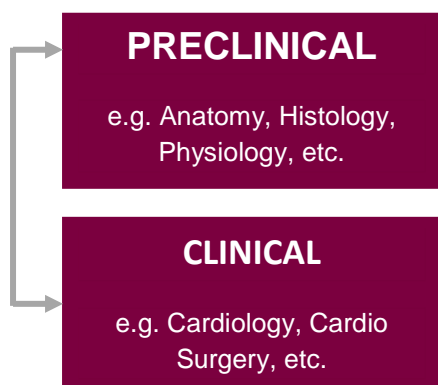 PRECLINICAL
e.g. Anatomy, Histology,
Physiology, etc.
CLINICAL
e.g. Cardiology, Cardio
Surgery, etc.